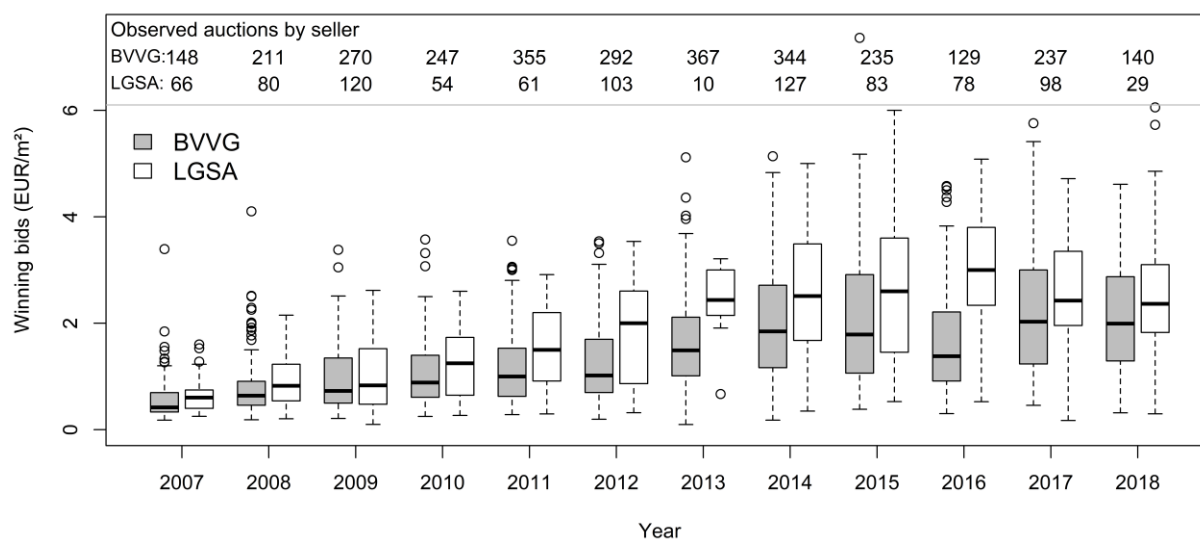 Observed auctions by seller
BVVG: 148 211 270 247 355 292 367 344 235 129 237 140
LGSA: 66 80 120 54 61 103 10 127 83 78 98 29
BVVG
LGSA
Winning bids (EUR/m²)
6
4
2
0
2007 2008 2009 2010 2011 2012 2013 2014 2015 2016 2017 2018
Year